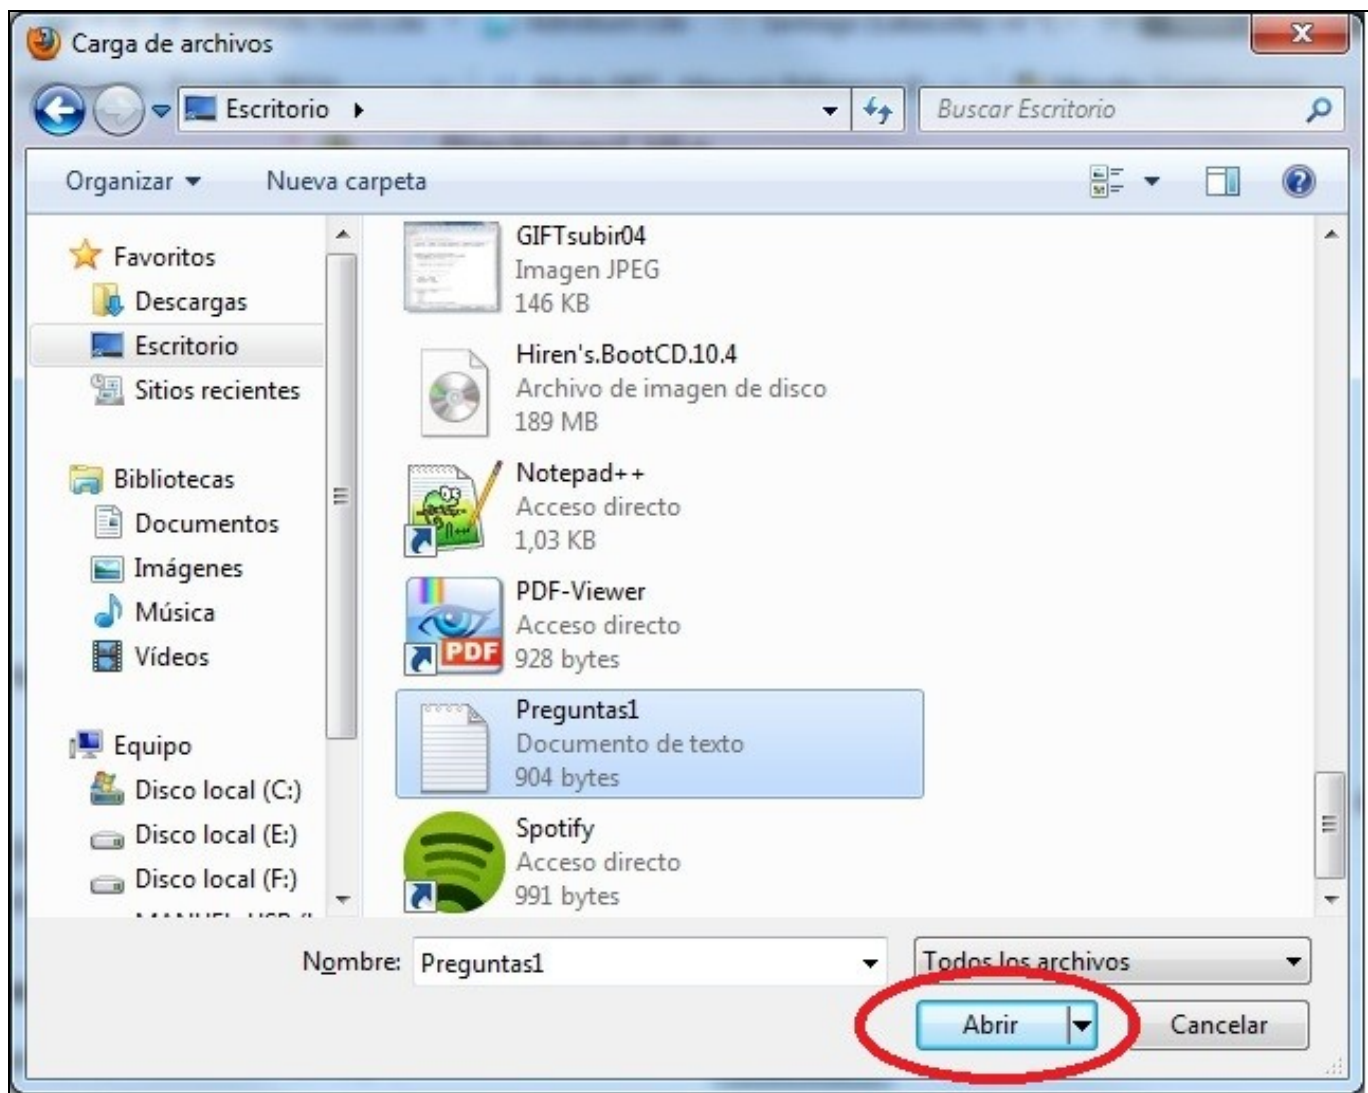 Carga de archivos
Escritorio
Buscar Escritorio
Organizar
Nueva carpeta
Favoritos
Descargas
Escritorio
Sitios recientes
Bibliotecas
Documentos
Imágenes
Música
Vídeos
Equipo
Disco local (C:)
Disco local (E:)
Disco local (F:)
GIFTsubir04
Imagen JPEG
146 KB
Hiren's.BootCD.10.4
Archivo de imagen de disco
189 MB
Notepad++
Acceso directo
1,03 KB
PDF-Viewer
Acceso directo
928 bytes
PDF
Preguntas1
Documento de texto
904 bytes
Spotify
Acceso directo
991 bytes
Nombre: Preguntas1
Todos los archivos
Abrir
Cancelar